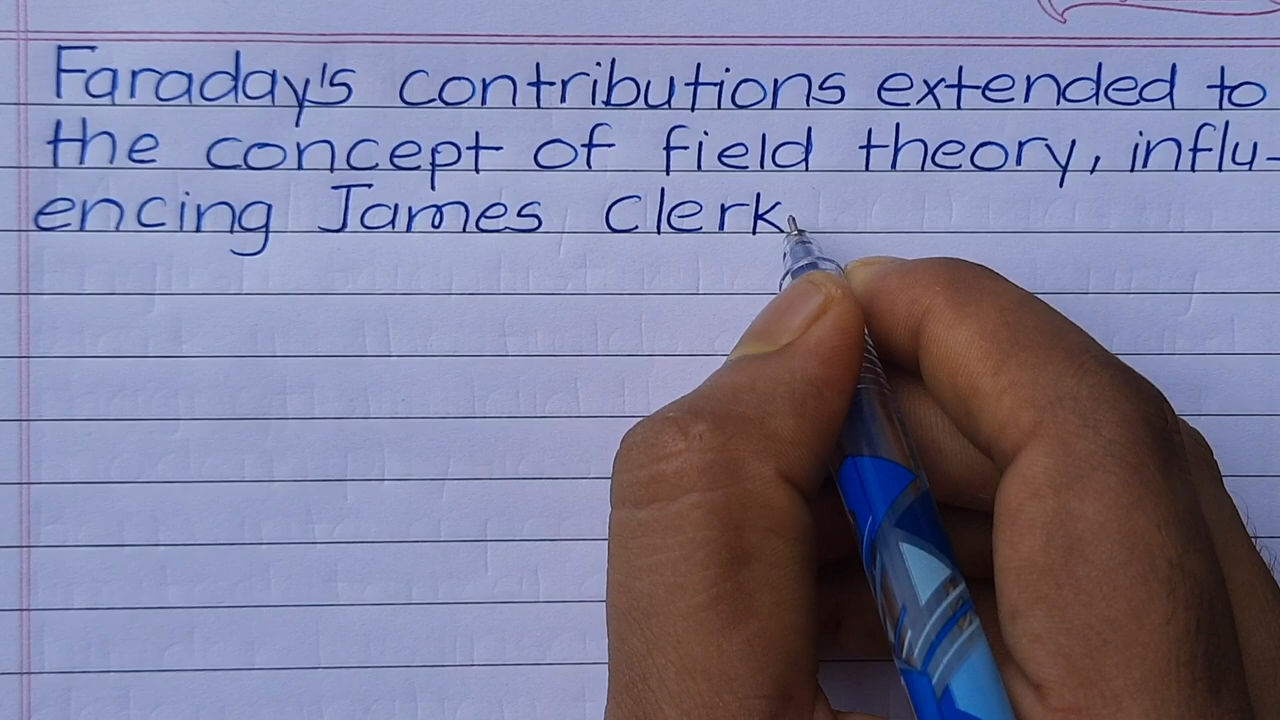 Faraday's contributions extended to
the concept of field theory, influ-
encing James Clerk